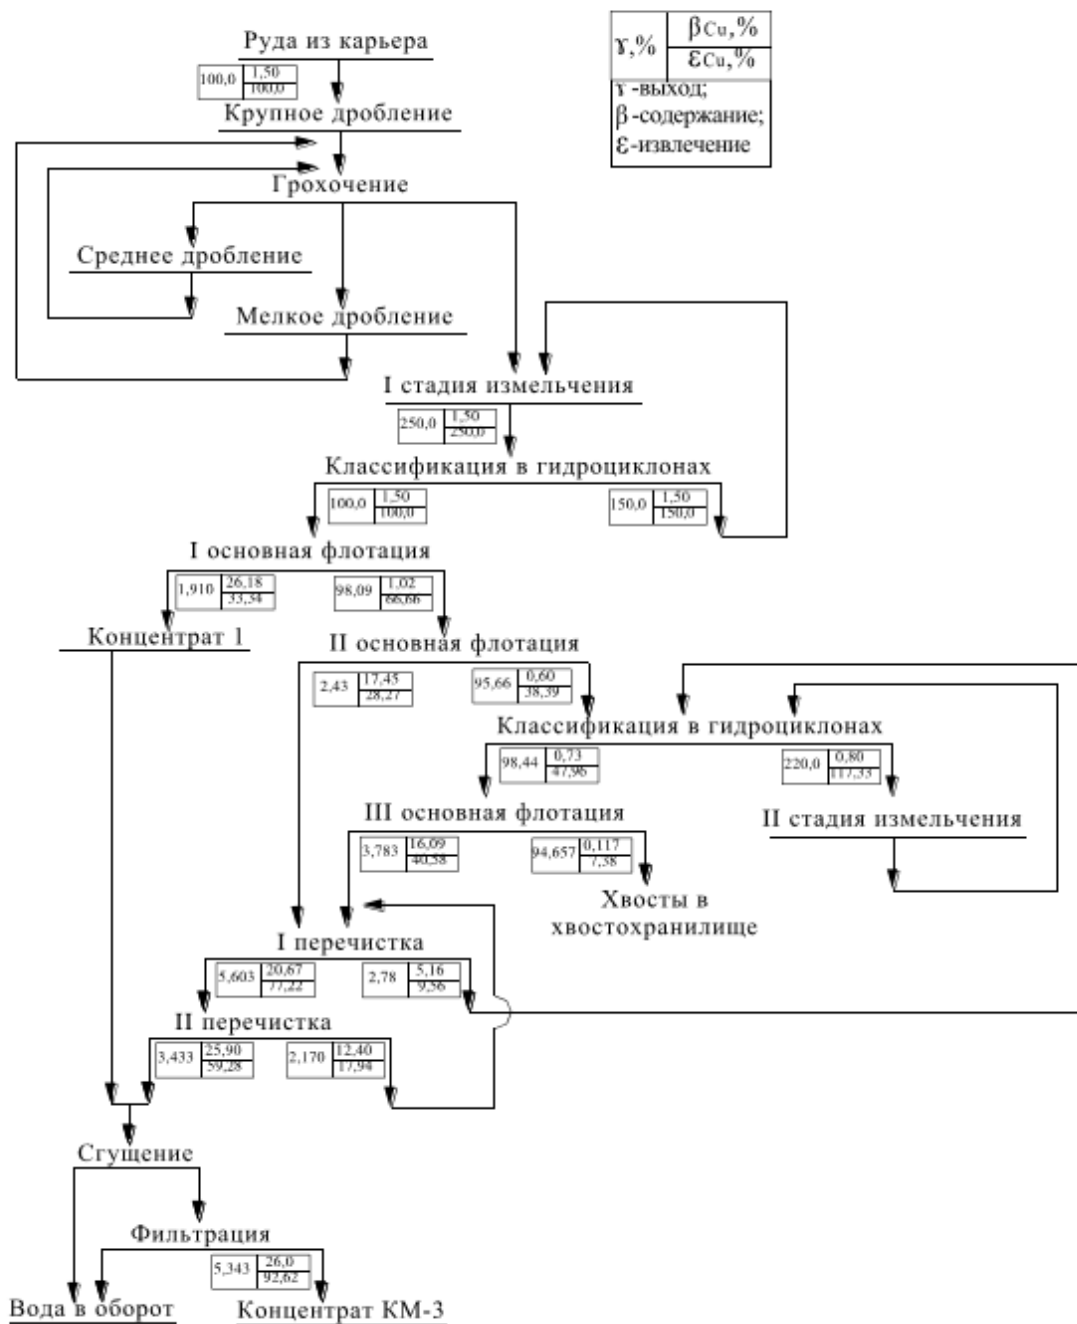 Руда из карьера
100,0 1,50
100,0
Крупное дробление
Грохочение
Среднее дробление
Мелкое дробление
ɤ,% βCu,%
εCu,%
ɤ -выход;
β -содержание;
ε-извлечение
I стадия измельчения
250,0 1,50
250,0
Классификация в гидроциклонах
100,0 1,50
100,0
150,0 1,50
150,0
I основная флотация
1,910 26,18
33,34
98,09 1,02
66,66
Концентрат 1
II основная флотация
2,43 17,45
28,27
95,66 0,60
38,39
Классификация в гидроциклонах
98,44 0,73
47,96
220,0 0,80
117,33
III основная флотация
II стадия измельчения
3,783 16,09
40,58
94,657 0,117
7,38
Хвосты в
хвостохранилище
I перечистка
5,603 20,67
77,22
2,78 5,16
9,56
II перечистка
3,433 25,90
59,28
2,170 12,40
17,94
Сгущение
Фильтрация
5,343 26,0
92,62
Вода в оборот
Концентрат КМ-3